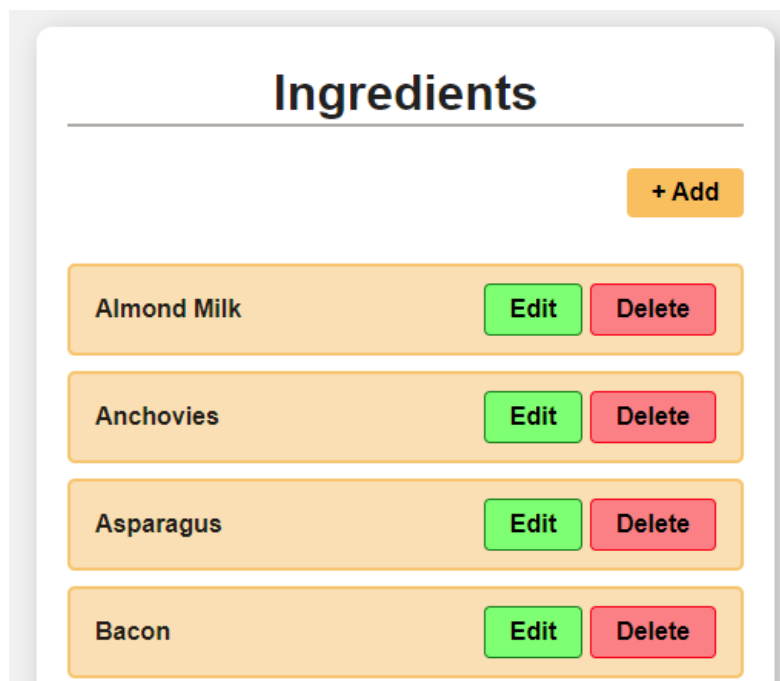 Ingredients
+ Add
Almond Milk Edit Delete
Anchovies Edit Delete
Asparagus Edit Delete
Bacon Edit Delete